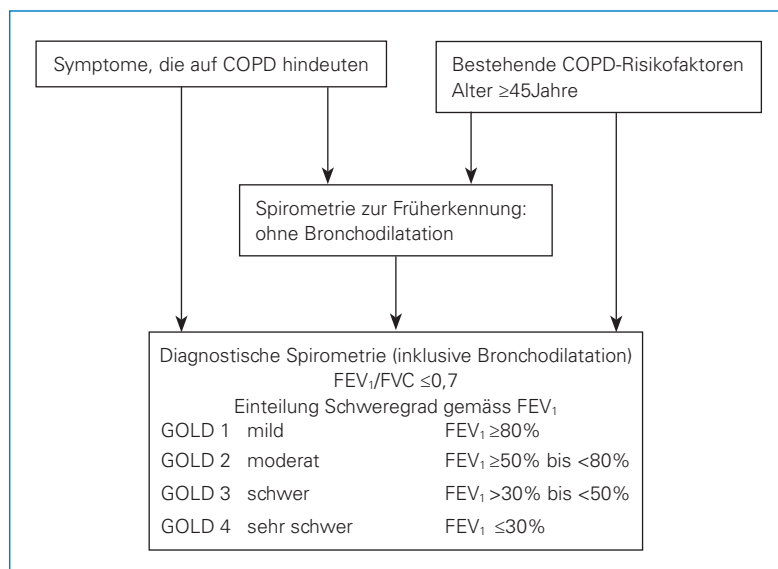 Symptome, die auf COPD hindeuten
Bestehende COPD-Risikofaktoren
Alter ≥45Jahre
Spirometrie zur Früherkennung:
ohne Bronchodilatation
Diagnostische Spirometrie (inklusive Bronchodilatation)
FEV₁/FVC ≤0,7
Einteilung Schweregrad gemäss FEV₁
GOLD 1 mild FEV₁ ≥80%
GOLD 2 moderat FEV₁ ≥50% bis <80%
GOLD 3 schwer FEV₁ >30% bis <50%
GOLD 4 sehr schwer FEV₁ ≤30%